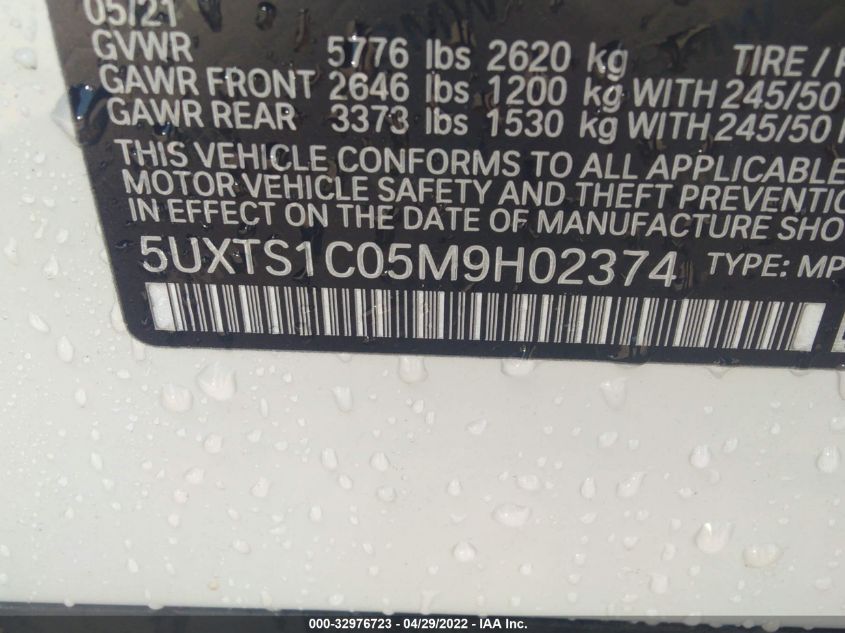 05/21
GVWR 5776 lbs 2620 kg TIRE /
GAWR FRONT 2646 lbs 1200 kg WITH 245/50
GAWR REAR 3373 lbs 1530 kg WITH 245/50
THIS VEHICLE CONFORMS TO ALL APPLICABLE
MOTOR VEHICLE SAFETY AND THEFT PREVENTIO
IN EFFECT ON THE DATE OF MANUFACTURE SHO
5UXTS1C05M9H02374 TYPE: MP
000-32976723 - 04/29/2022 - IAA Inc.